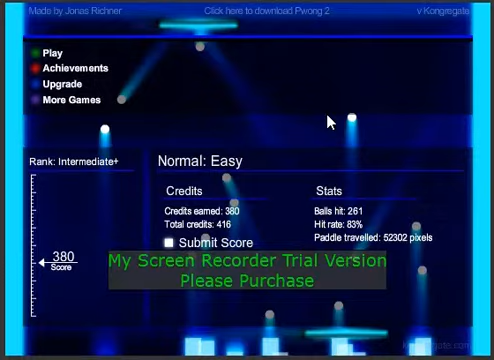 Made by Jonas Richner
Click here to download Pwong 2
v Kongregate
Play
Achievements
Upgrade
More Games
Rank: Intermediate+
380
Score
Normal: Easy
Credits
Credits earned: 380
Total credits: 416
Submit Score
Stats
Balls hit: 261
Hit rate: 83%
Paddle travelled: 52302 pixels
My Screen Recorder Trial Version
Please Purchase